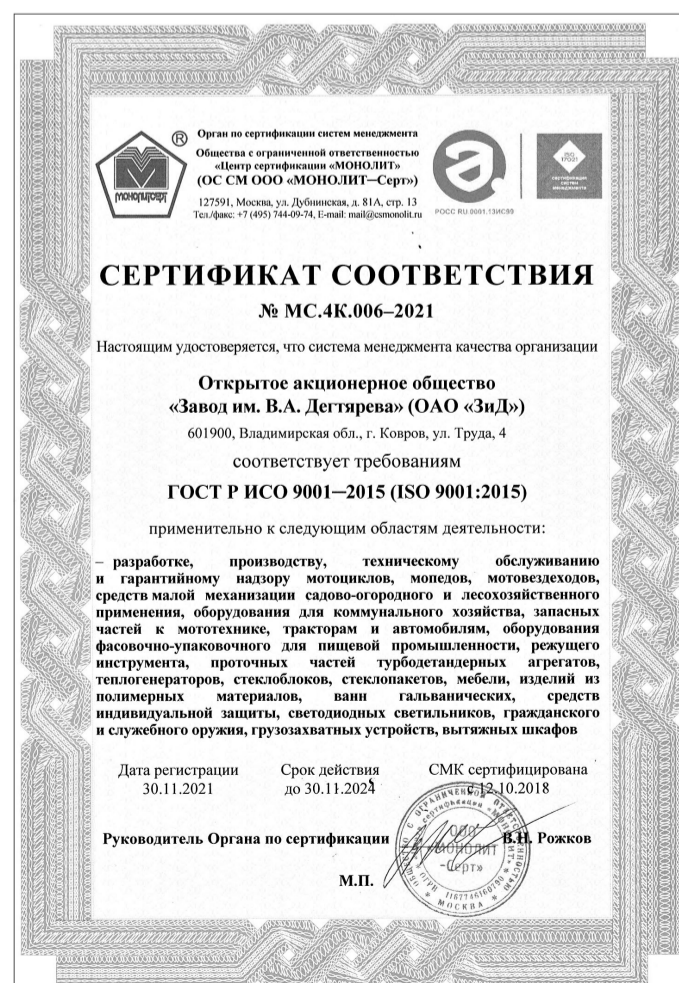 ®
Орган по сертификации систем менеджмента
Общества с ограниченной ответственностью
«Центр сертификации «МОНОЛИТ»
(ОС СМ ООО «МОНОЛИТ—Серт»)
127591, Москва, ул. Дубнинская, д. 81А, стр. 13
Тел./факс: +7 (495) 744-09-74, E-mail: mail@csmonolit.ru
РОСС RU.0001.13ИС99
ISO
17021
СЕРТИФИКАЦИЯ
СИСТЕМ
МЕНЕДЖМЕНТА
СЕРТИФИКАТ СООТВЕТСТВИЯ
№ МС.4К.006–2021
Настоящим удостоверяется, что система менеджмента качества организации
Открытое акционерное общество
«Завод им. В.А. Дегтярева» (ОАО «ЗиД»)
601900, Владимирская обл., г. Ковров, ул. Труда, 4
соответствует требованиям
ГОСТ Р ИСО 9001—2015 (ISO 9001:2015)
применительно к следующим областям деятельности:
– разработке, производству, техническому обслуживанию
и гарантийному надзору мотоциклов, мопедов, мотовездеходов,
средств малой механизации садово-огородного и лесохозяйственного
применения, оборудования для коммунального хозяйства, запасных
частей к мототехнике, тракторам и автомобилям, оборудования
фасовочно-упаковочного для пищевой промышленности, режущего
инструмента, проточных частей турбодетандерных агрегатов,
теплогенераторов, стеклоблоков, стеклопакетов, мебели, изделий из
полимерных материалов, ванн гальванических, средств
индивидуальной защиты, светодиодных светильников, гражданского
и служебного оружия, грузозахватных устройств, вытяжных шкафов
Дата регистрации
30.11.2021
Срок действия
до 30.11.2024
СМК сертифицирована
с 12.10.2018
Руководитель Органа по сертификации
В.Н. Рожков
М.П.
ООО
«МОНОЛИТ
-Серт»
ОГРН 1167746160790
МОСКВА